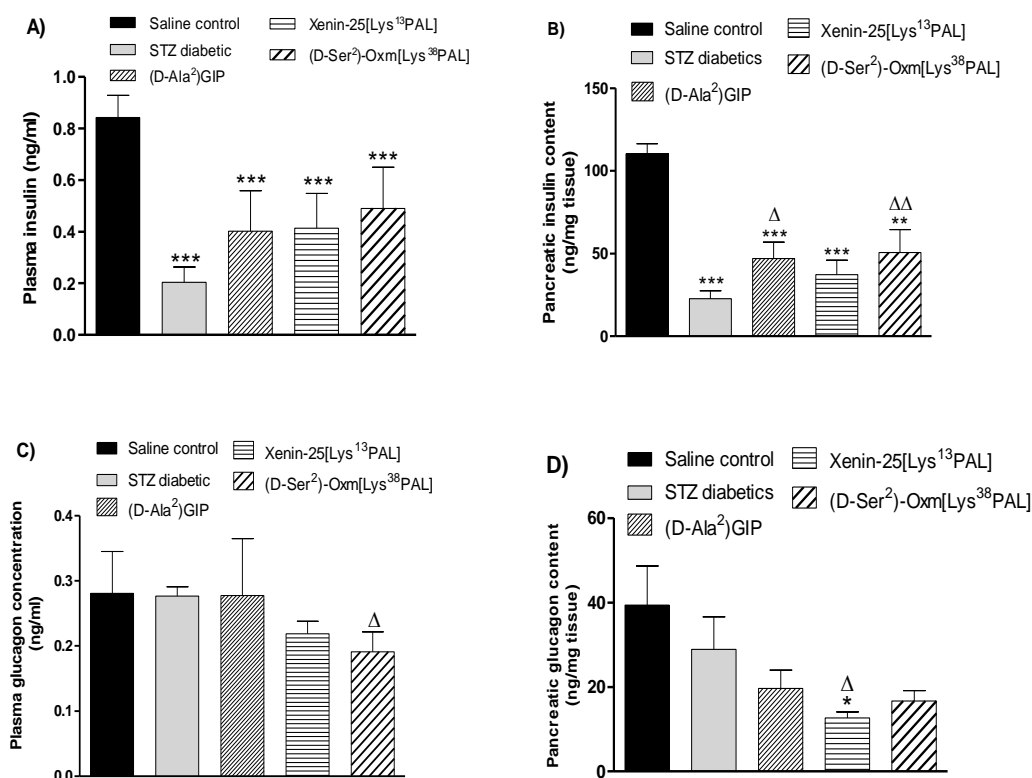 A)
Saline control
STZ diabetic
(D-Ala²)GIP
Xenin-25[Lys¹³PAL]
(D-Ser²)-Oxm[Lys³⁸PAL]
Plasma insulin (ng/ml)
1.0
0.8
0.6
0.4
0.2
0.0
***
***
***
***
B)
Saline control
STZ diabetics
(D-Ala²)GIP
Xenin-25[Lys¹³PAL]
(D-Ser²)-Oxm[Lys³⁸PAL]
Pancreatic insulin content
(ng/mg tissue)
150
100
50
0
***
Δ
***
***
ΔΔ
**
C)
Saline control
STZ diabetic
(D-Ala²)GIP
Xenin-25[Lys¹³PAL]
(D-Ser²)-Oxm[Lys³⁸PAL]
Plasma glucagon concentration
(ng/ml)
0.4
0.3
0.2
0.1
0.0
Δ
D)
Saline control
STZ diabetics
(D-Ala²)GIP
Xenin-25[Lys¹³PAL]
(D-Ser²)-Oxm[Lys³⁸PAL]
Pancreatic glucagon content
(ng/mg tissue)
60
40
20
0
Δ
*